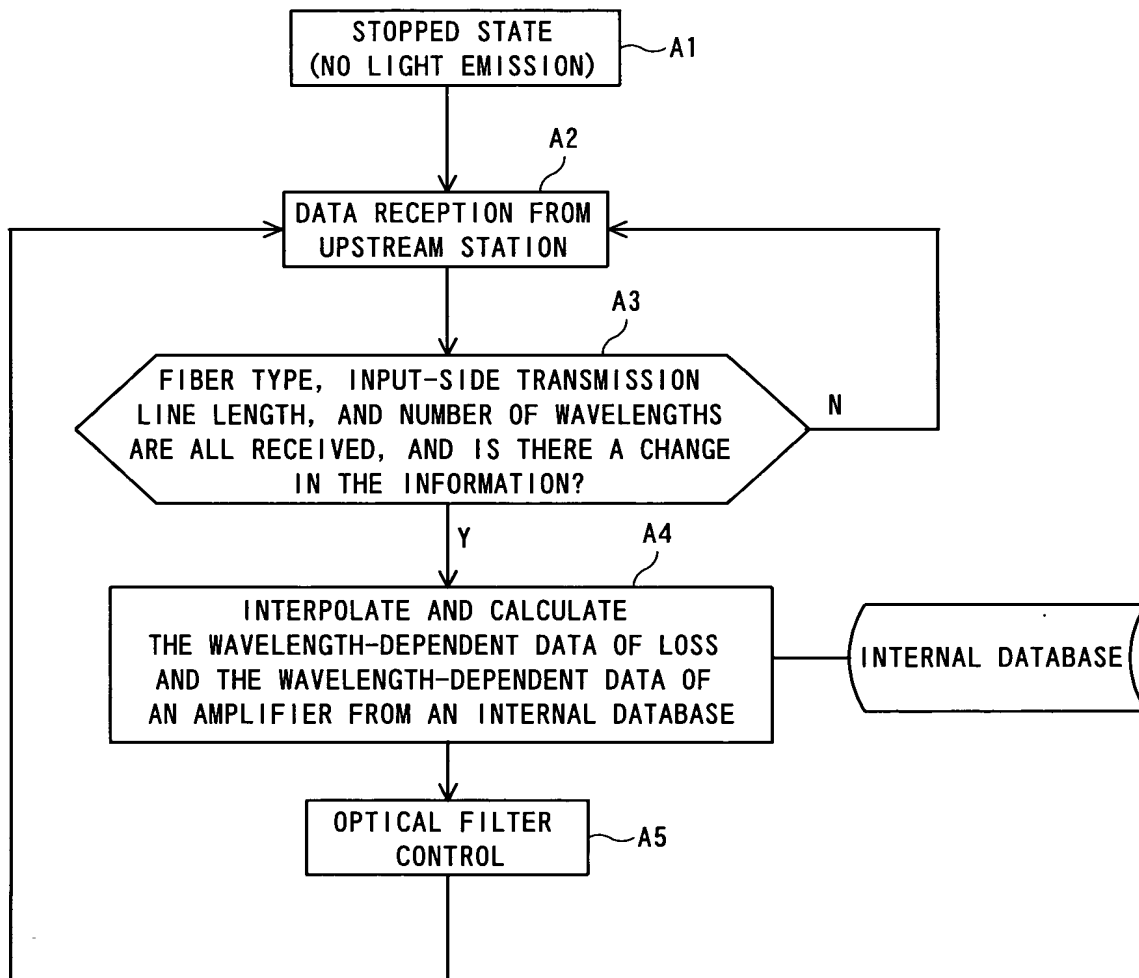 STOPPED STATE
(NO LIGHT EMISSION)
A1
A2
DATA RECEPTION FROM
UPSTREAM STATION
A3
FIBER TYPE, INPUT-SIDE TRANSMISSION
LINE LENGTH, AND NUMBER OF WAVELENGTHS
ARE ALL RECEIVED, AND IS THERE A CHANGE
IN THE INFORMATION?
N
Y
A4
INTERPOLATE AND CALCULATE
THE WAVELENGTH-DEPENDENT DATA OF LOSS
AND THE WAVELENGTH-DEPENDENT DATA OF
AN AMPLIFIER FROM AN INTERNAL DATABASE
INTERNAL DATABASE
OPTICAL FILTER
CONTROL
A5